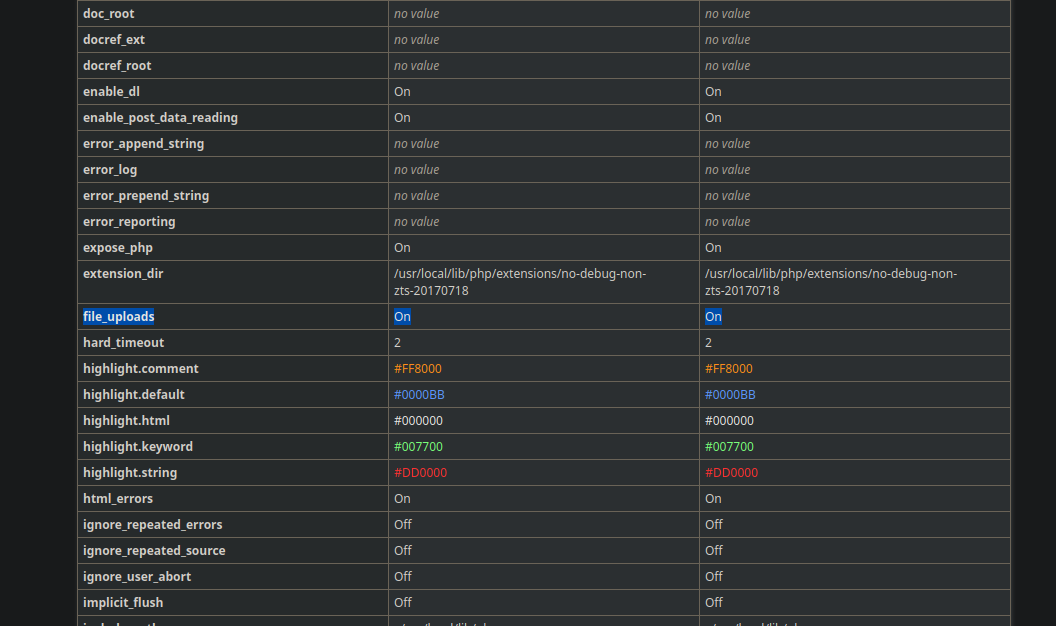 doc_root no value no value
docref_ext no value no value
docref_root no value no value
enable_dl On On
enable_post_data_reading On On
error_append_string no value no value
error_log no value no value
error_prepend_string no value no value
error_reporting no value no value
expose_php On On
extension_dir /usr/local/lib/php/extensions/no-debug-non- /usr/local/lib/php/extensions/no-debug-non-
zts-20170718 zts-20170718
file_uploads On On
hard_timeout 2 2
highlight.comment #FF8000 #FF8000
highlight.default #0000BB #0000BB
highlight.html #000000 #000000
highlight.keyword #007700 #007700
highlight.string #DD0000 #DD0000
html_errors On On
ignore_repeated_errors Off Off
ignore_repeated_source Off Off
ignore_user_abort Off Off
implicit_flush Off Off